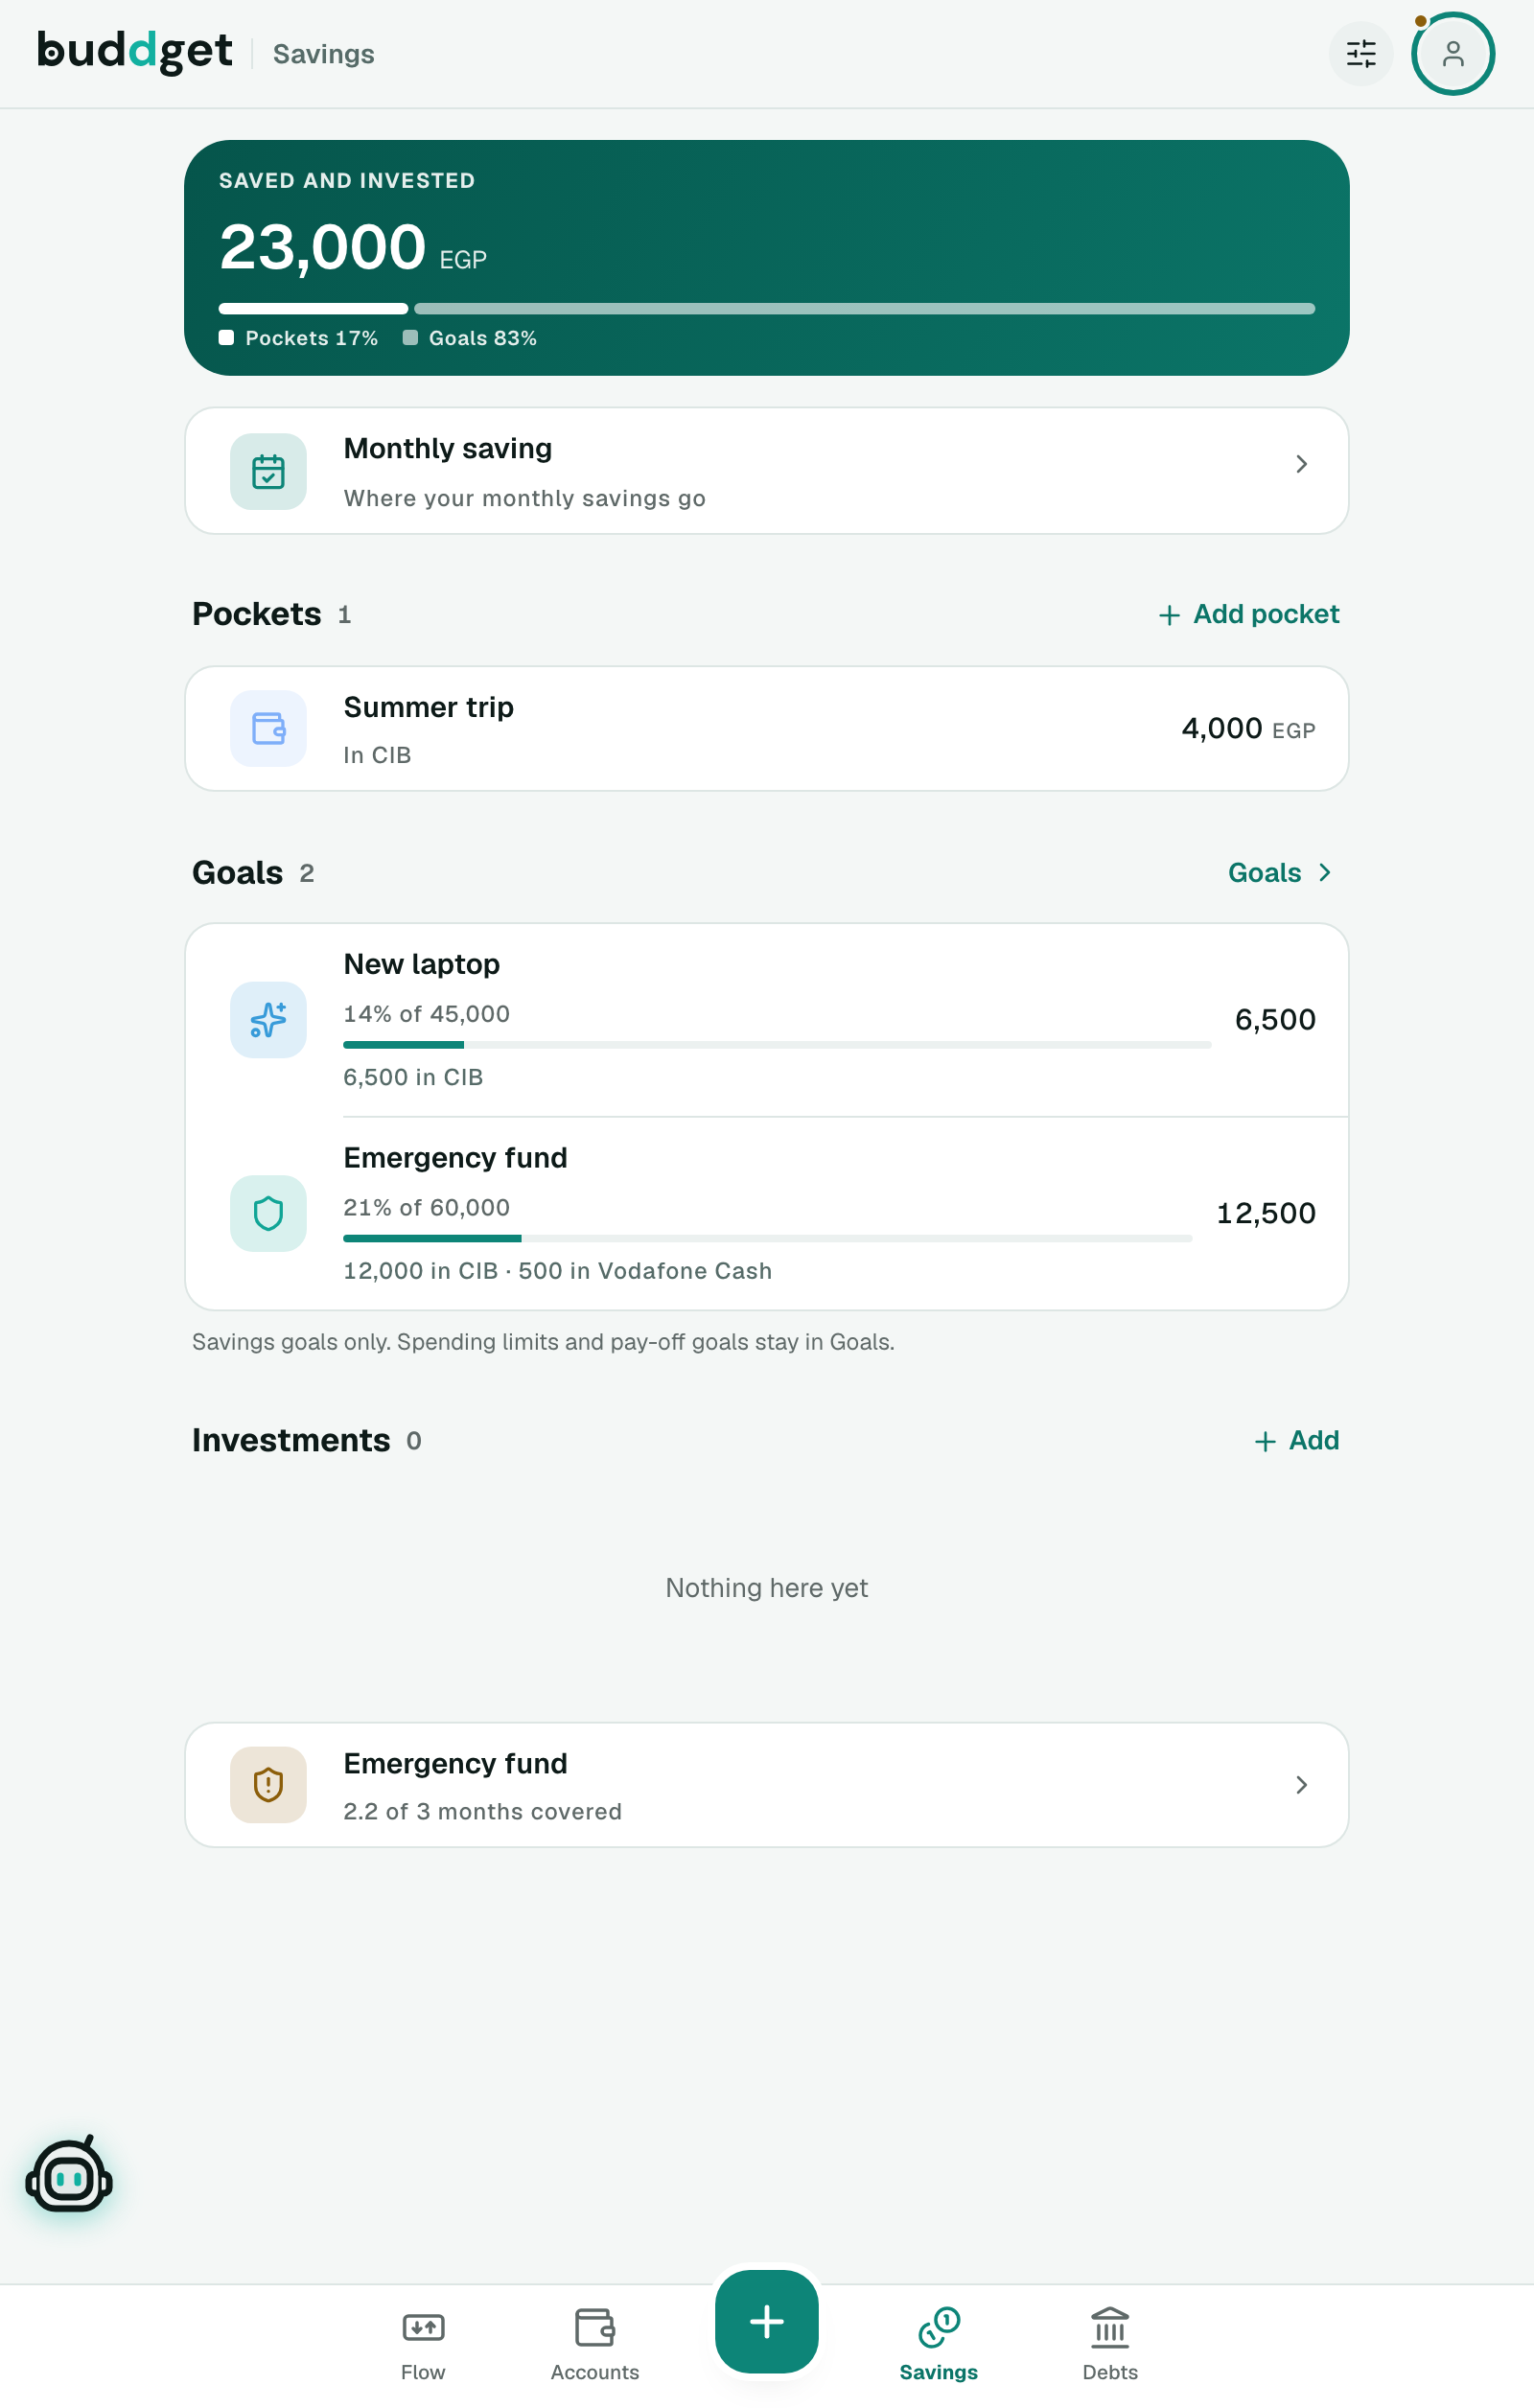 buddget
Savings
SAVED AND INVESTED
23,000 EGP
Pockets 17% Goals 83%
Monthly saving
Where your monthly savings go
Pockets 1
Add pocket
Summer trip
In CIB
4,000 EGP
Goals 2
Goals
New laptop
14% of 45,000
6,500
6,500 in CIB
Emergency fund
21% of 60,000
12,500
12,000 in CIB · 500 in Vodafone Cash
Savings goals only. Spending limits and pay-off goals stay in Goals.
Investments 0
Add
Nothing here yet
Emergency fund
2.2 of 3 months covered
Flow
Accounts
Savings
Debts